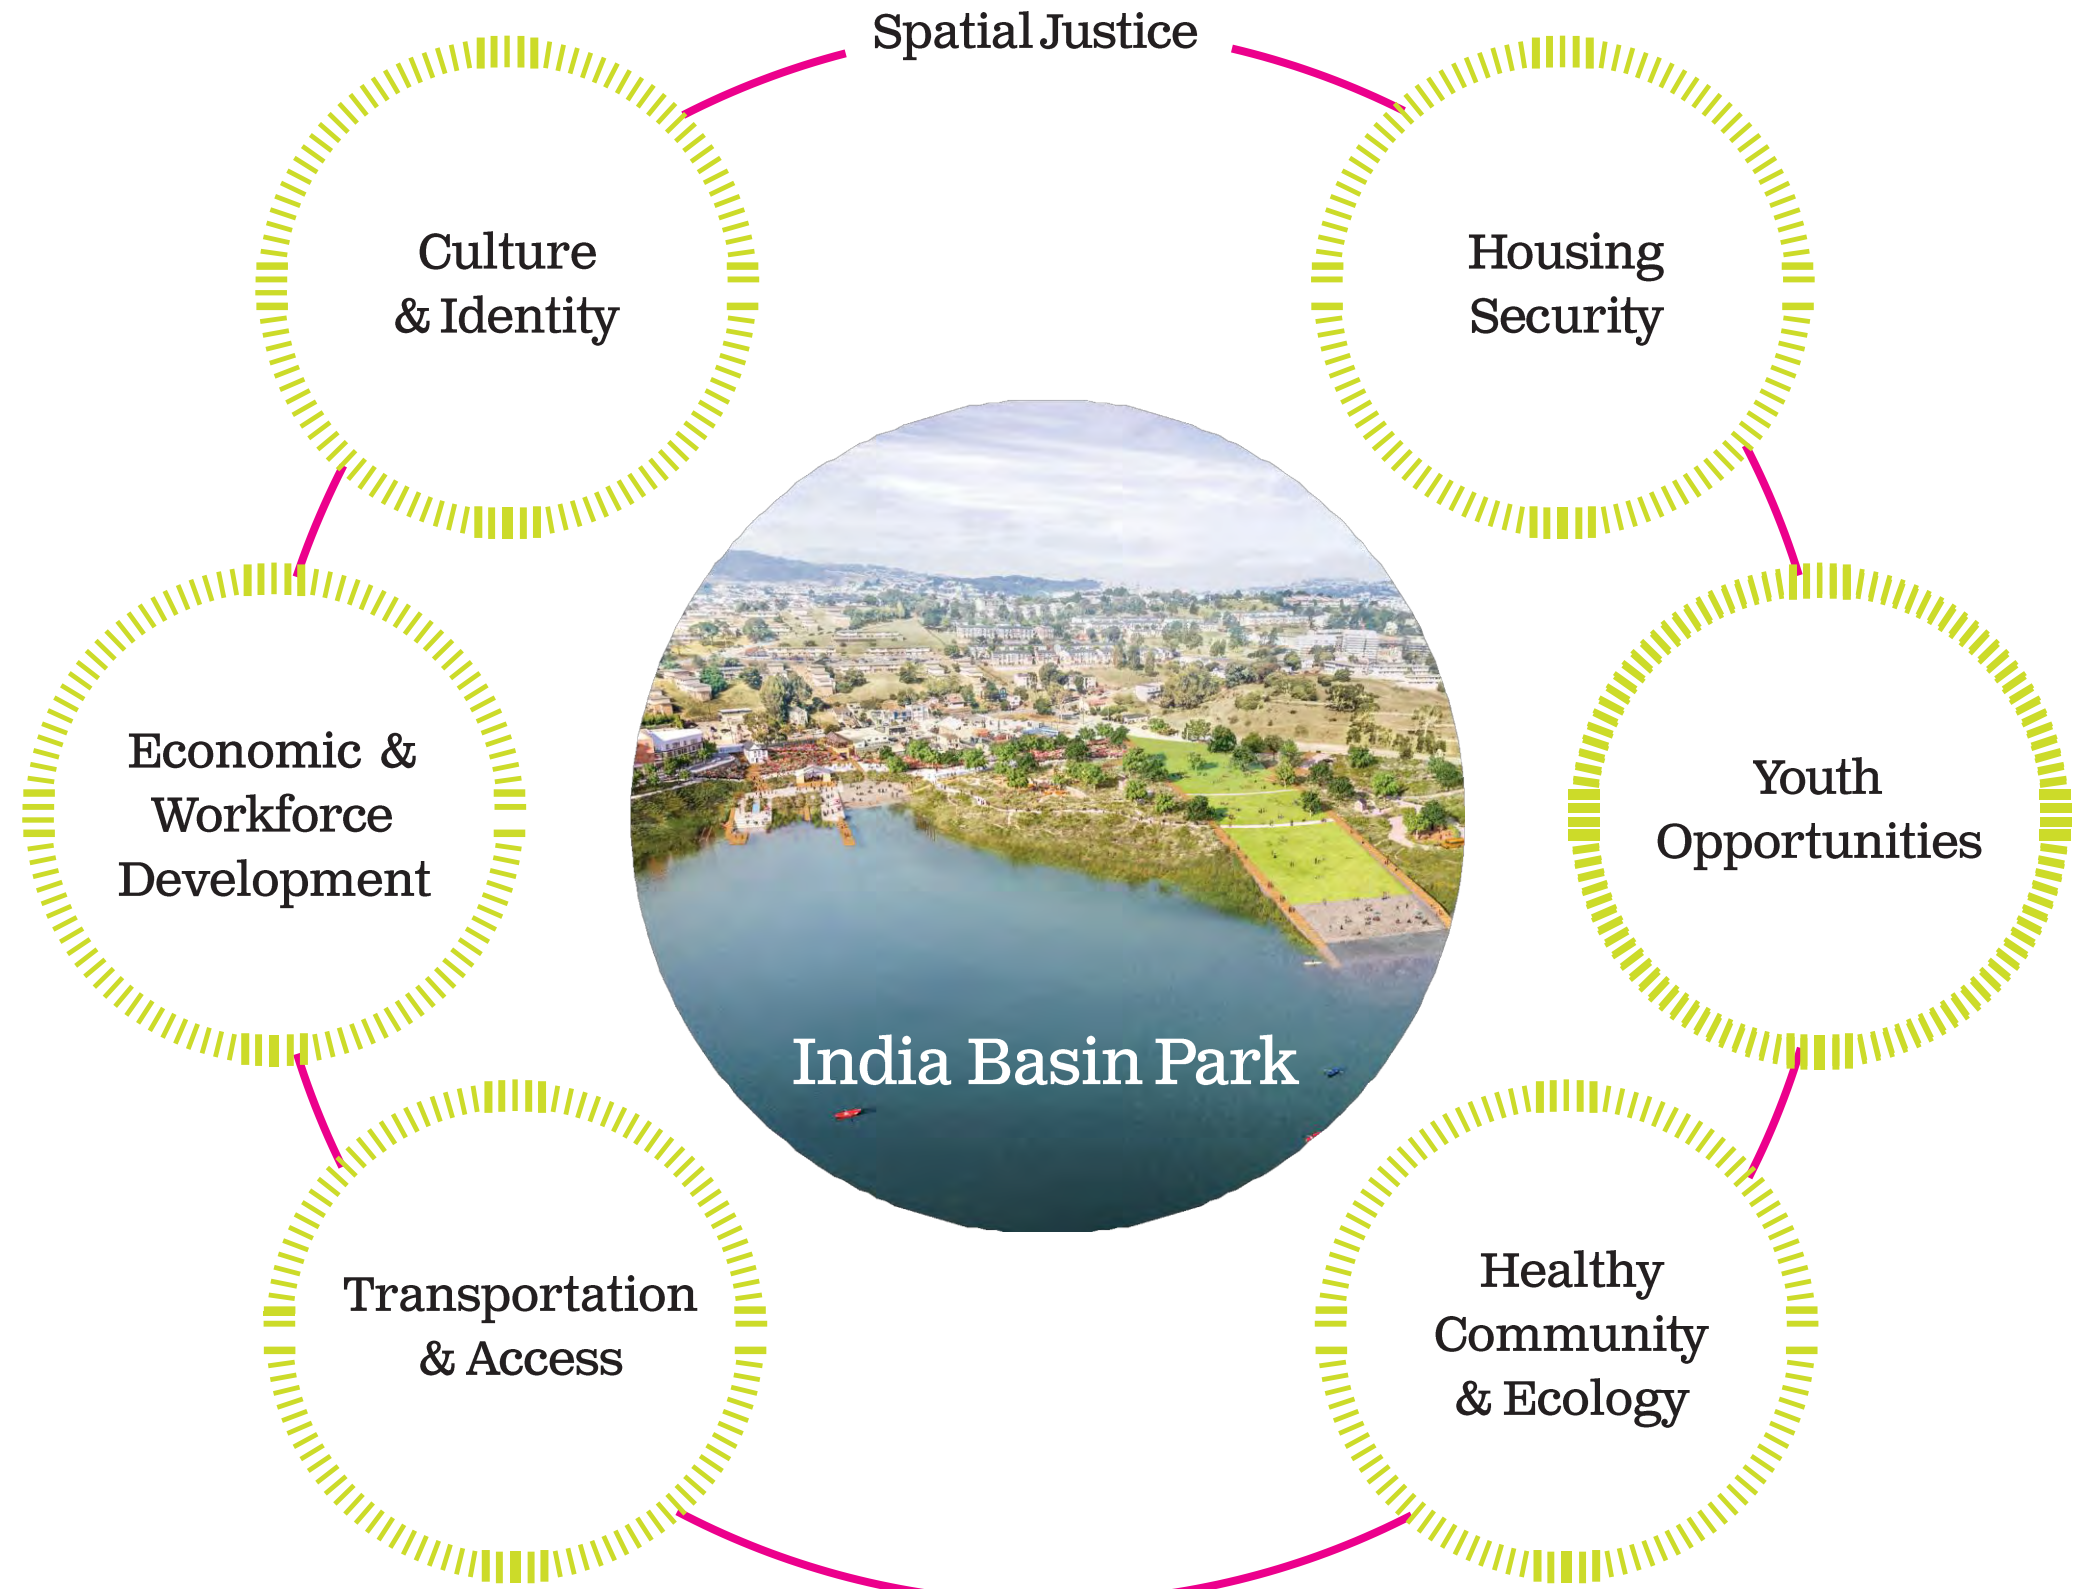 Spatial Justice
Culture
& Identity
Housing
Security
Economic &
Workforce
Development
Youth
Opportunities
India Basin Park
Transportation
& Access
Healthy
Community
& Ecology